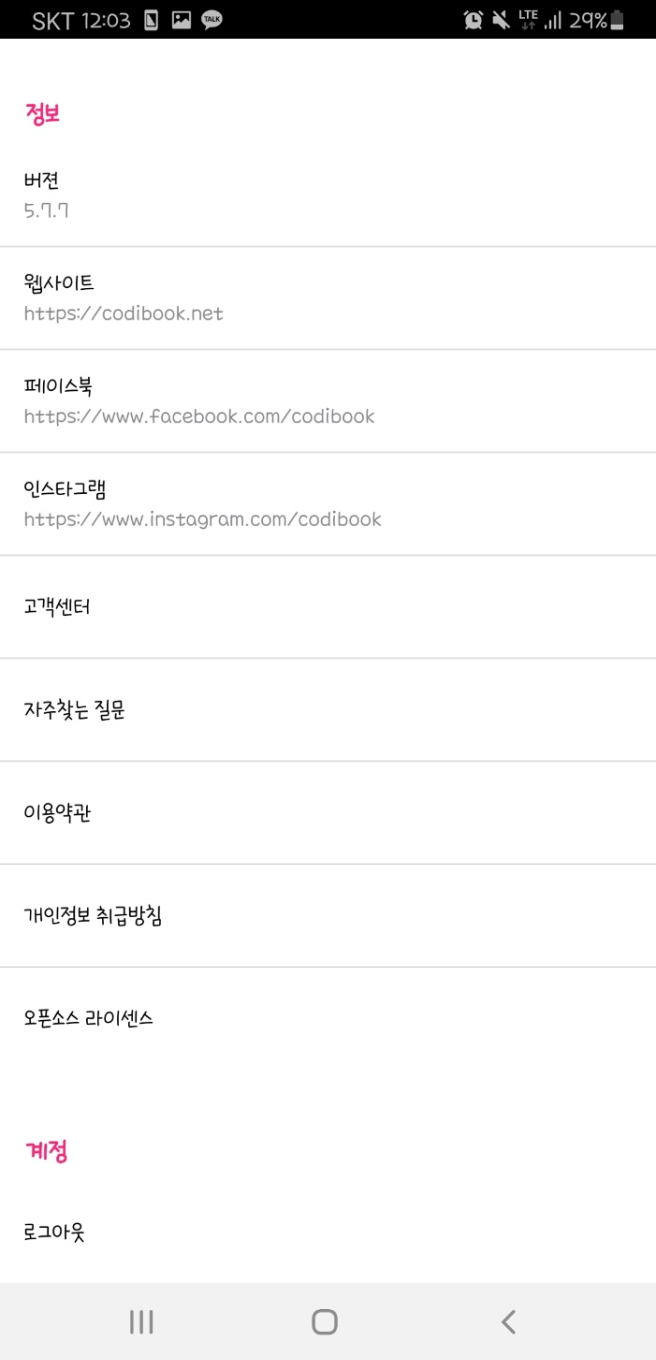 SKT 12:03 TALK LTE 29%
정보
버젼
5.7.7
웹사이트
https://codibook.net
페이스북
https://www.facebook.com/codibook
인스타그램
https://www.instagram.com/codibook
고객센터
자주찾는 질문
이용약관
개인정보 취급방침
오픈소스 라이센스
계정
로그아웃